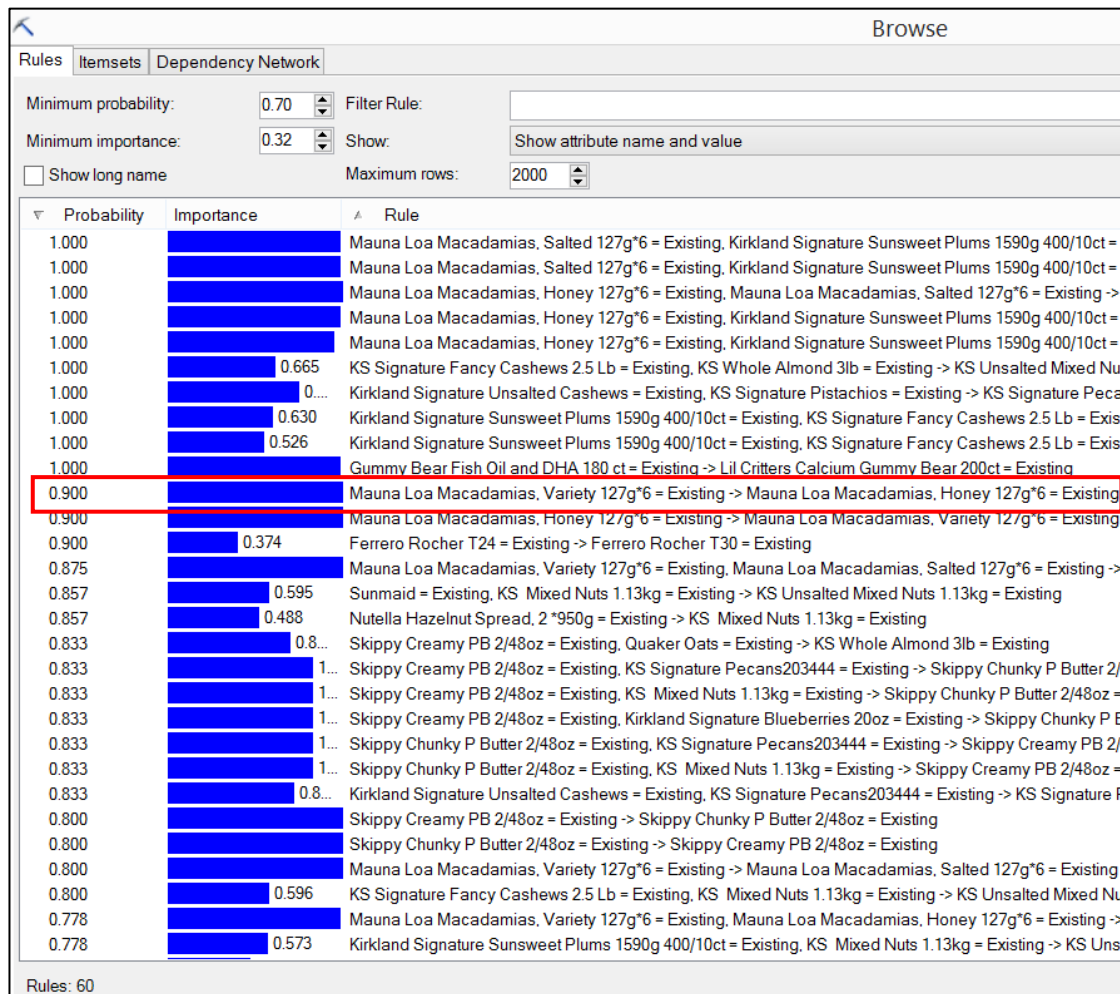 Browse
Rules Itemsets Dependency Network
Minimum probability: 0.70 Filter Rule:
Minimum importance: 0.32 Show: Show attribute name and value
Show long name Maximum rows: 2000
Probability Importance Rule
1.000 Mauna Loa Macadamias, Salted 127g*6 = Existing, Kirkland Signature Sunsweet Plums 1590g 400/10ct =
1.000 Mauna Loa Macadamias, Salted 127g*6 = Existing, Kirkland Signature Sunsweet Plums 1590g 400/10ct =
1.000 Mauna Loa Macadamias, Honey 127g*6 = Existing, Mauna Loa Macadamias, Salted 127g*6 = Existing ->
1.000 Mauna Loa Macadamias, Honey 127g*6 = Existing, Kirkland Signature Sunsweet Plums 1590g 400/10ct =
1.000 Mauna Loa Macadamias, Honey 127g*6 = Existing, Kirkland Signature Sunsweet Plums 1590g 400/10ct =
1.000 0.665 KS Signature Fancy Cashews 2.5 Lb = Existing, KS Whole Almond 3lb = Existing -> KS Unsalted Mixed Nu
1.000 0.... Kirkland Signature Unsalted Cashews = Existing, KS Signature Pistachios = Existing -> KS Signature Peca
1.000 0.630 Kirkland Signature Sunsweet Plums 1590g 400/10ct = Existing, KS Signature Fancy Cashews 2.5 Lb = Exis
1.000 0.526 Kirkland Signature Sunsweet Plums 1590g 400/10ct = Existing, KS Signature Fancy Cashews 2.5 Lb = Exis
1.000 Gummy Bear Fish Oil and DHA 180 ct = Existing -> Lil Critters Calcium Gummy Bear 200ct = Existing
0.900 Mauna Loa Macadamias, Variety 127g*6 = Existing -> Mauna Loa Macadamias, Honey 127g*6 = Existing
0.900 Mauna Loa Macadamias, Honey 127g*6 = Existing -> Mauna Loa Macadamias, Variety 127g*6 = Existing
0.900 0.374 Ferrero Rocher T24 = Existing -> Ferrero Rocher T30 = Existing
0.875 Mauna Loa Macadamias, Variety 127g*6 = Existing, Mauna Loa Macadamias, Salted 127g*6 = Existing ->
0.857 0.595 Sunmaid = Existing, KS Mixed Nuts 1.13kg = Existing -> KS Unsalted Mixed Nuts 1.13kg = Existing
0.857 0.488 Nutella Hazelnut Spread, 2 *950g = Existing -> KS Mixed Nuts 1.13kg = Existing
0.833 0.8... Skippy Creamy PB 2/48oz = Existing, Quaker Oats = Existing -> KS Whole Almond 3lb = Existing
0.833 1... Skippy Creamy PB 2/48oz = Existing, KS Signature Pecans203444 = Existing -> Skippy Chunky P Butter 2/
0.833 1... Skippy Creamy PB 2/48oz = Existing, KS Mixed Nuts 1.13kg = Existing -> Skippy Chunky P Butter 2/48oz =
0.833 1... Skippy Creamy PB 2/48oz = Existing, Kirkland Signature Blueberries 20oz = Existing -> Skippy Chunky P
0.833 1... Skippy Chunky P Butter 2/48oz = Existing, KS Signature Pecans203444 = Existing -> Skippy Creamy PB 2/
0.833 1... Skippy Chunky P Butter 2/48oz = Existing, KS Mixed Nuts 1.13kg = Existing -> Skippy Creamy PB 2/48oz =
0.833 0.8... Kirkland Signature Unsalted Cashews = Existing, KS Signature Pecans203444 = Existing -> KS Signature
0.800 Skippy Creamy PB 2/48oz = Existing -> Skippy Chunky P Butter 2/48oz = Existing
0.800 Skippy Chunky P Butter 2/48oz = Existing -> Skippy Creamy PB 2/48oz = Existing
0.800 Mauna Loa Macadamias, Variety 127g*6 = Existing -> Mauna Loa Macadamias, Salted 127g*6 = Existing
0.800 0.596 KS Signature Fancy Cashews 2.5 Lb = Existing, KS Mixed Nuts 1.13kg = Existing -> KS Unsalted Mixed Nu
0.778 Mauna Loa Macadamias, Variety 127g*6 = Existing, Mauna Loa Macadamias, Honey 127g*6 = Existing ->
0.778 0.573 Kirkland Signature Sunsweet Plums 1590g 400/10ct = Existing, KS Mixed Nuts 1.13kg = Existing -> KS Uns
Rules: 60